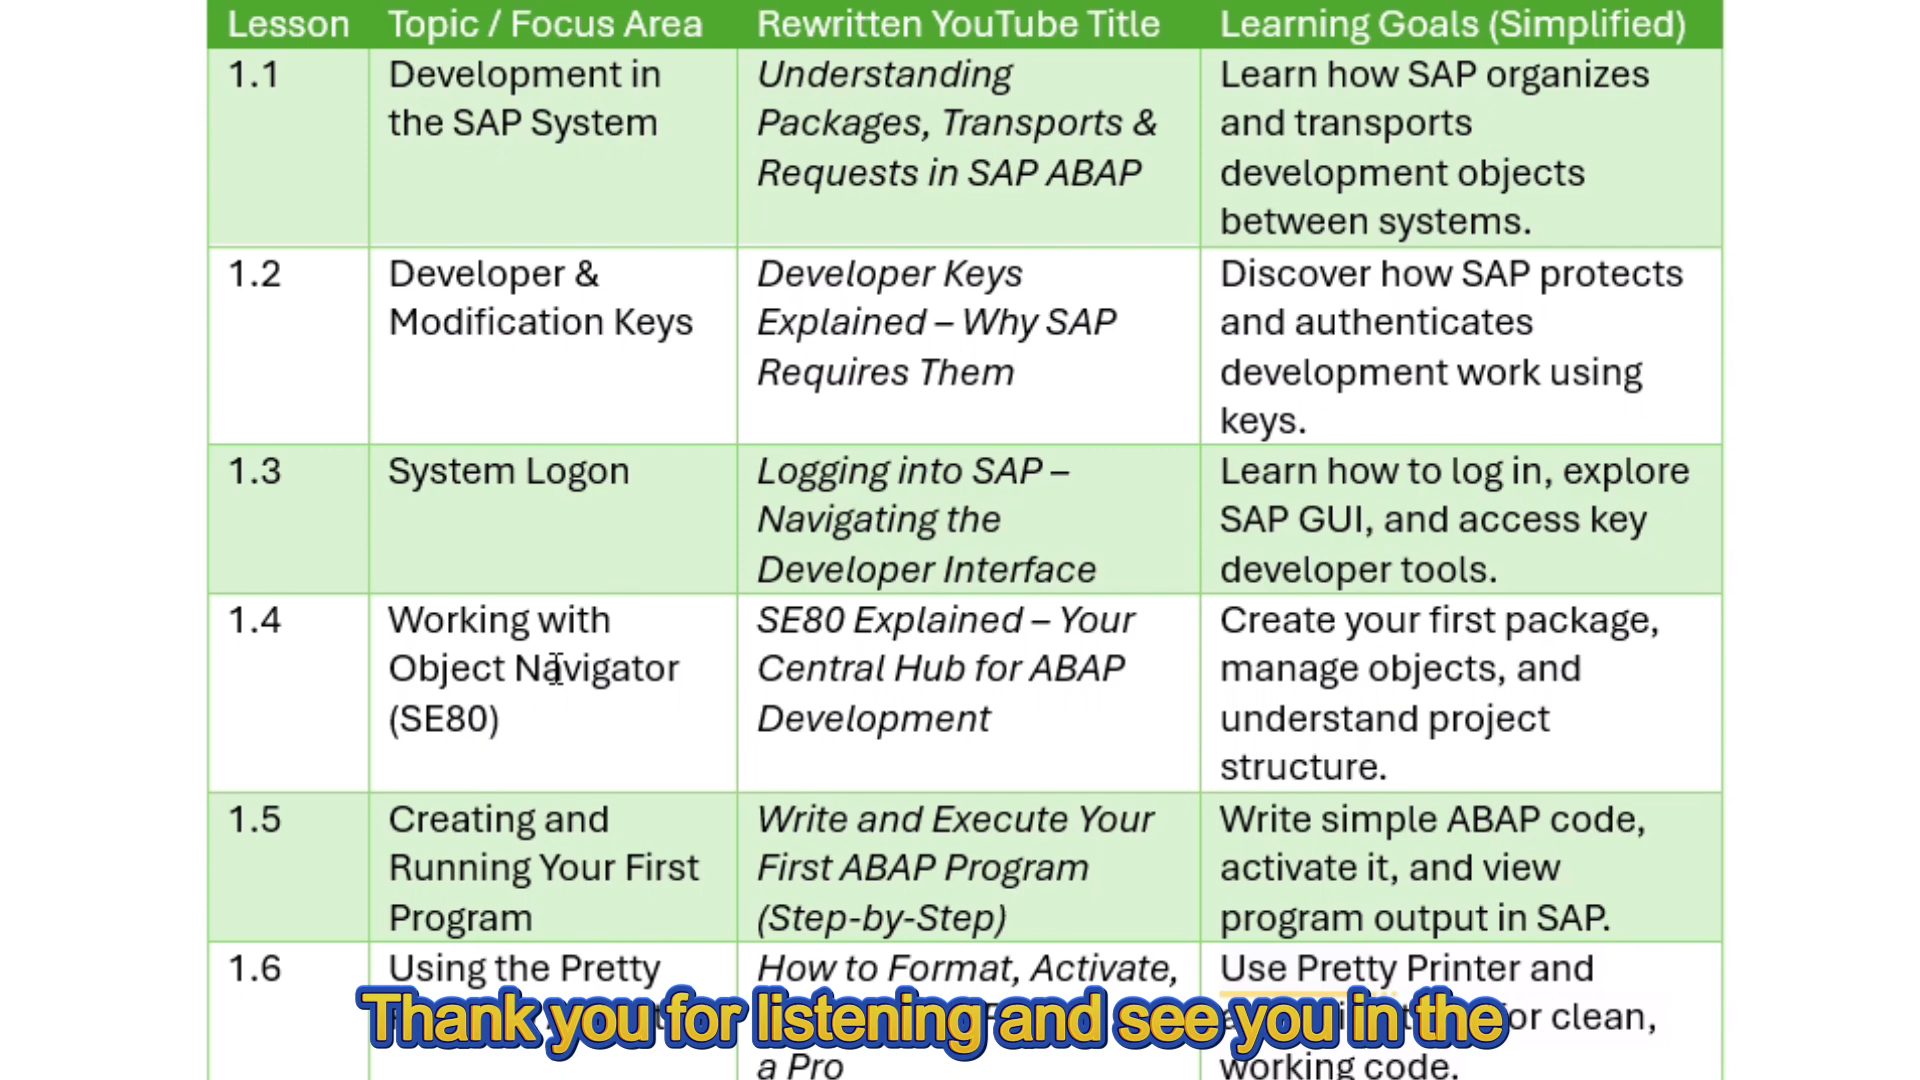 Lesson Topic / Focus Area Rewritten YouTube Title Learning Goals (Simplified)
1.1
Development in
the SAP System
Understanding
Packages, Transports &
Requests in SAP ABAP
Learn how SAP organizes
and transports
development objects
between systems.
1.2
Developer &
Modification Keys
Developer Keys
Explained – Why SAP
Requires Them
Discover how SAP protects
and authenticates
development work using
keys.
1.3
System Logon
Logging into SAP –
Navigating the
Developer Interface
Learn how to log in, explore
SAP GUI, and access key
developer tools.
1.4
Working with
Object Navigator
(SE80)
SE80 Explained – Your
Central Hub for ABAP
Development
Create your first package,
manage objects, and
understand project
structure.
1.5
Creating and
Running Your First
Program
Write and Execute Your
First ABAP Program
(Step-by-Step)
Write simple ABAP code,
activate it, and view
program output in SAP.
1.6
Using the Pretty
How to Format, Activate,
a Pro
Use Pretty Printer and
or clean,
working code.
Thank you for listening and see you in the